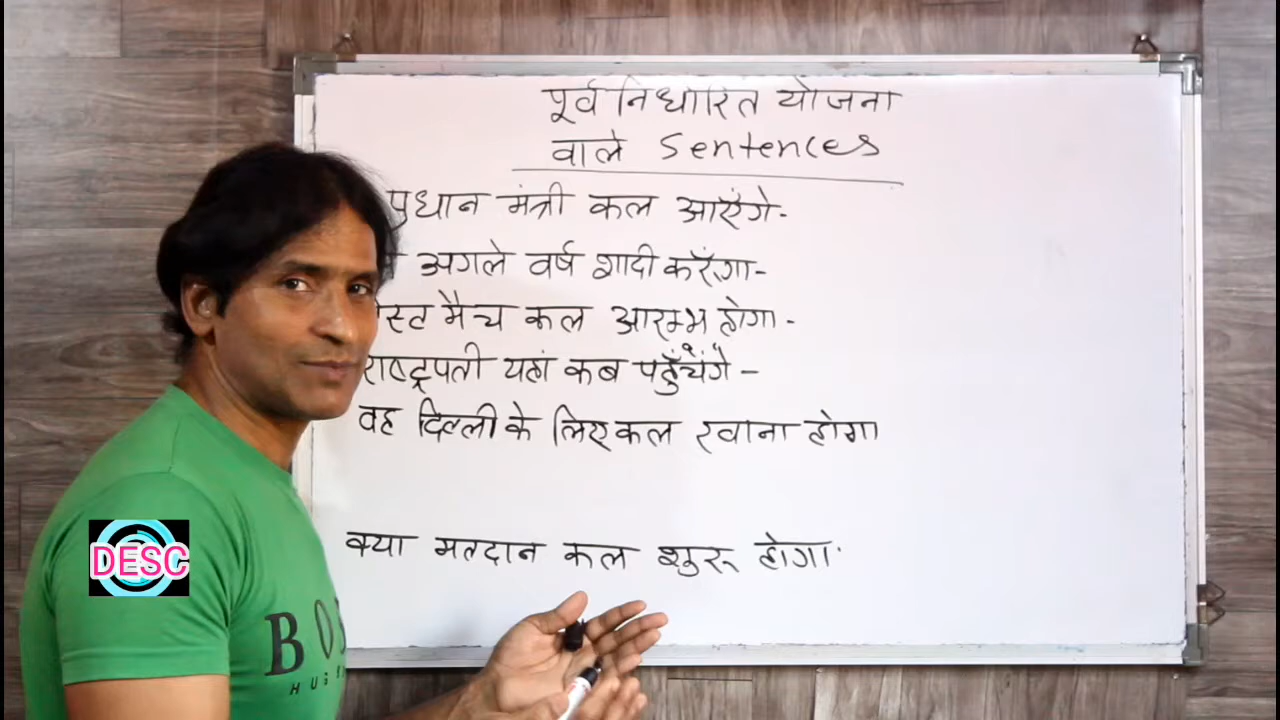 पूर्व निर्धारित योजना
वाले Sentences
प्रधान मंत्री कल आएंगे-
अगले वर्ष शादी करूंगा-
मैच कल आरम्भ होगा-
राष्ट्रपती यहां कब पहुँचेंगे-
वह दिल्ली के लिए कल रवाना होगा
क्या मतदान कल शुरू होगा.
DESC
BO
HUG